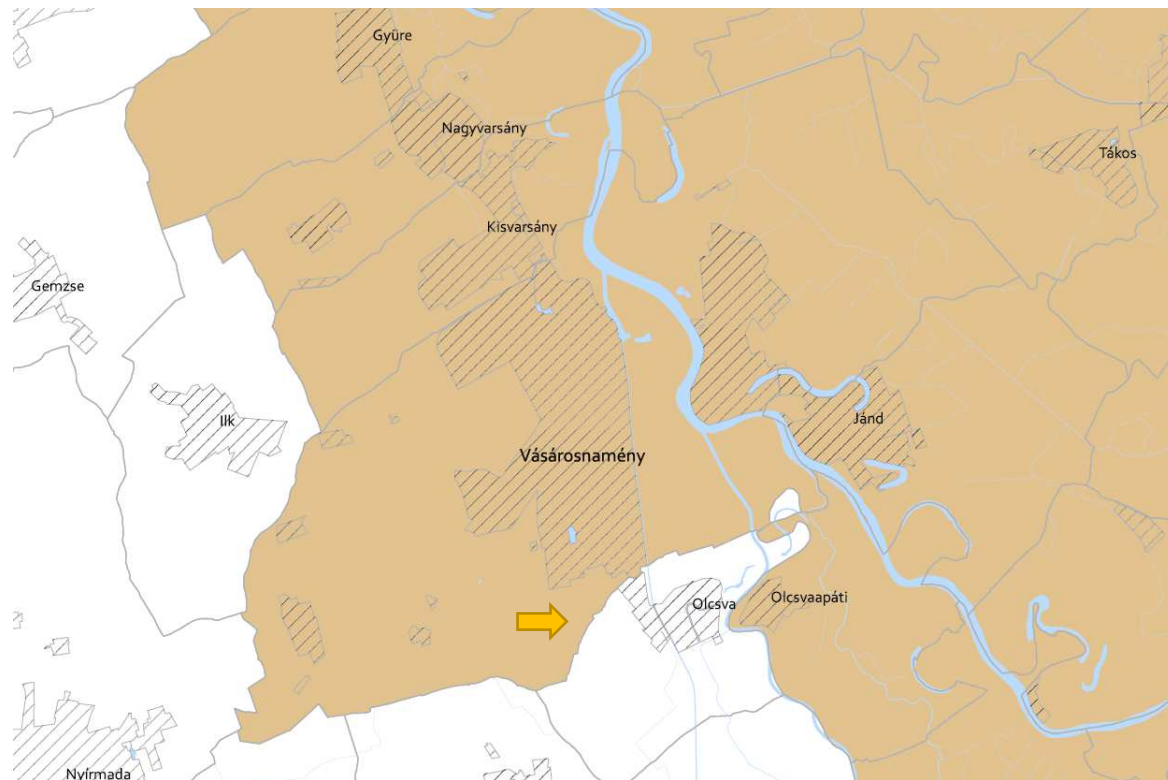 Gyüre
Nagyvarsány
Tákos
Kisvarsány
Gemzse
Ilk
Jánd
Vásárosnamény
Olcsva
Olcsvaapáti
Nyírmada